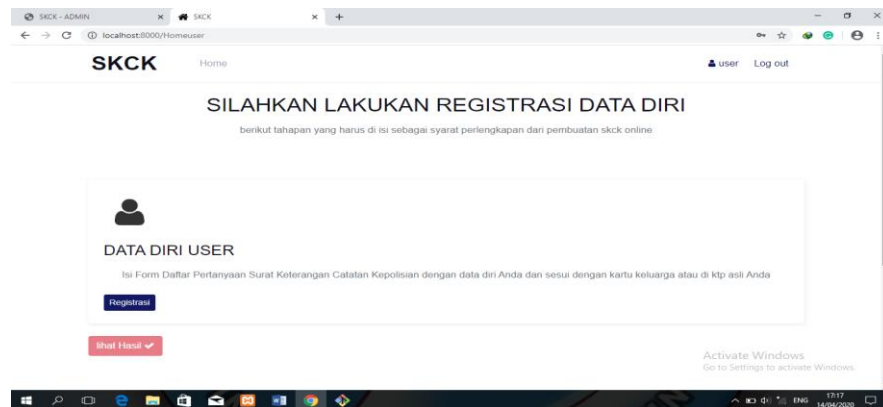 SKCK - ADMIN
SKCK
localhost:8000/Homeuser
SKCK Home user Log out
SILAHKAN LAKUKAN REGISTRASI DATA DIRI
berikut tahapan yang harus di isi sebagai syarat perlengkapan dari pembuatan skck online
DATA DIRI USER
Isi Form Daftar Pertanyaan Surat Keterangan Catatan Kepolisian dengan data diri Anda dan sesui dengan kartu keluarga atau di ktp asli Anda
Registrasi
lihat Hasil
Activate Windows
Go to Settings to activate Windows.
ENG
17:17
14/04/2020